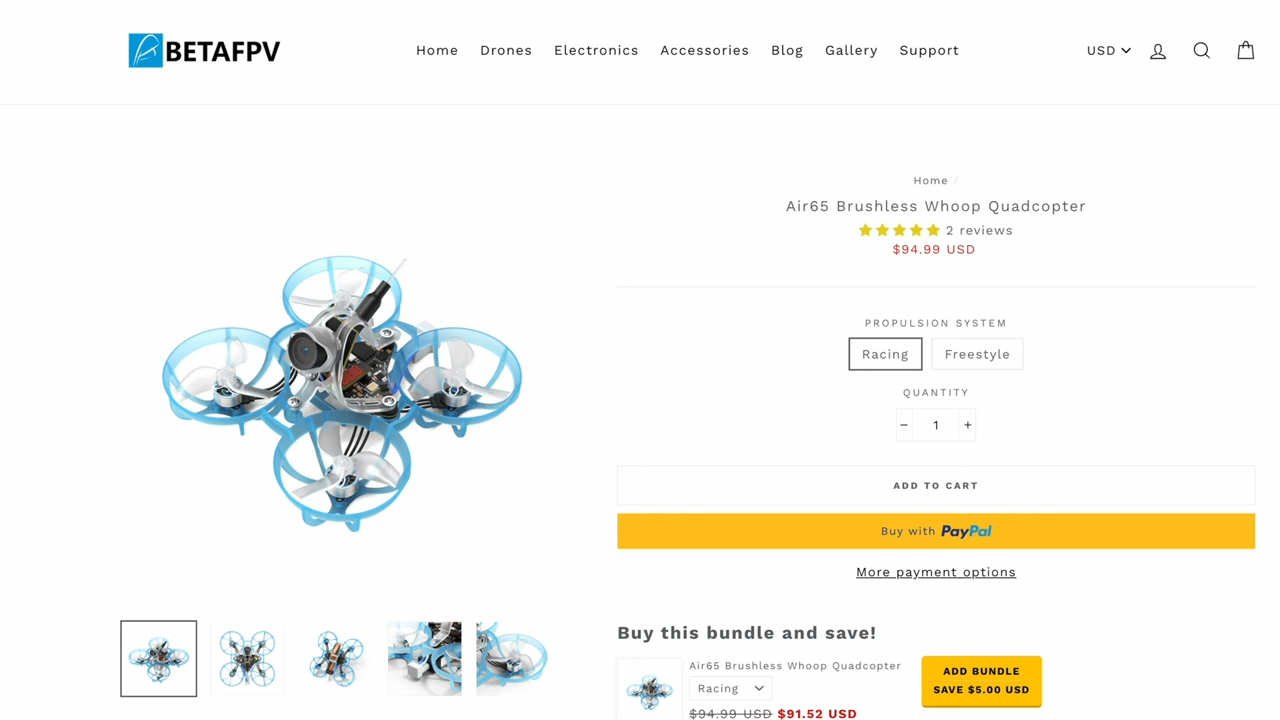 BETAFPV
Home Drones Electronics Accessories Blog Gallery Support
USD
Home /
Air65 Brushless Whoop Quadcopter
2 reviews
$94.99 USD
PROPULSION SYSTEM
Racing Freestyle
QUANTITY
− 1 +
ADD TO CART
Buy with PayPal
More payment options
Buy this bundle and save!
Air65 Brushless Whoop Quadcopter
Racing
$94.99 USD $91.52 USD
ADD BUNDLE
SAVE $5.00 USD